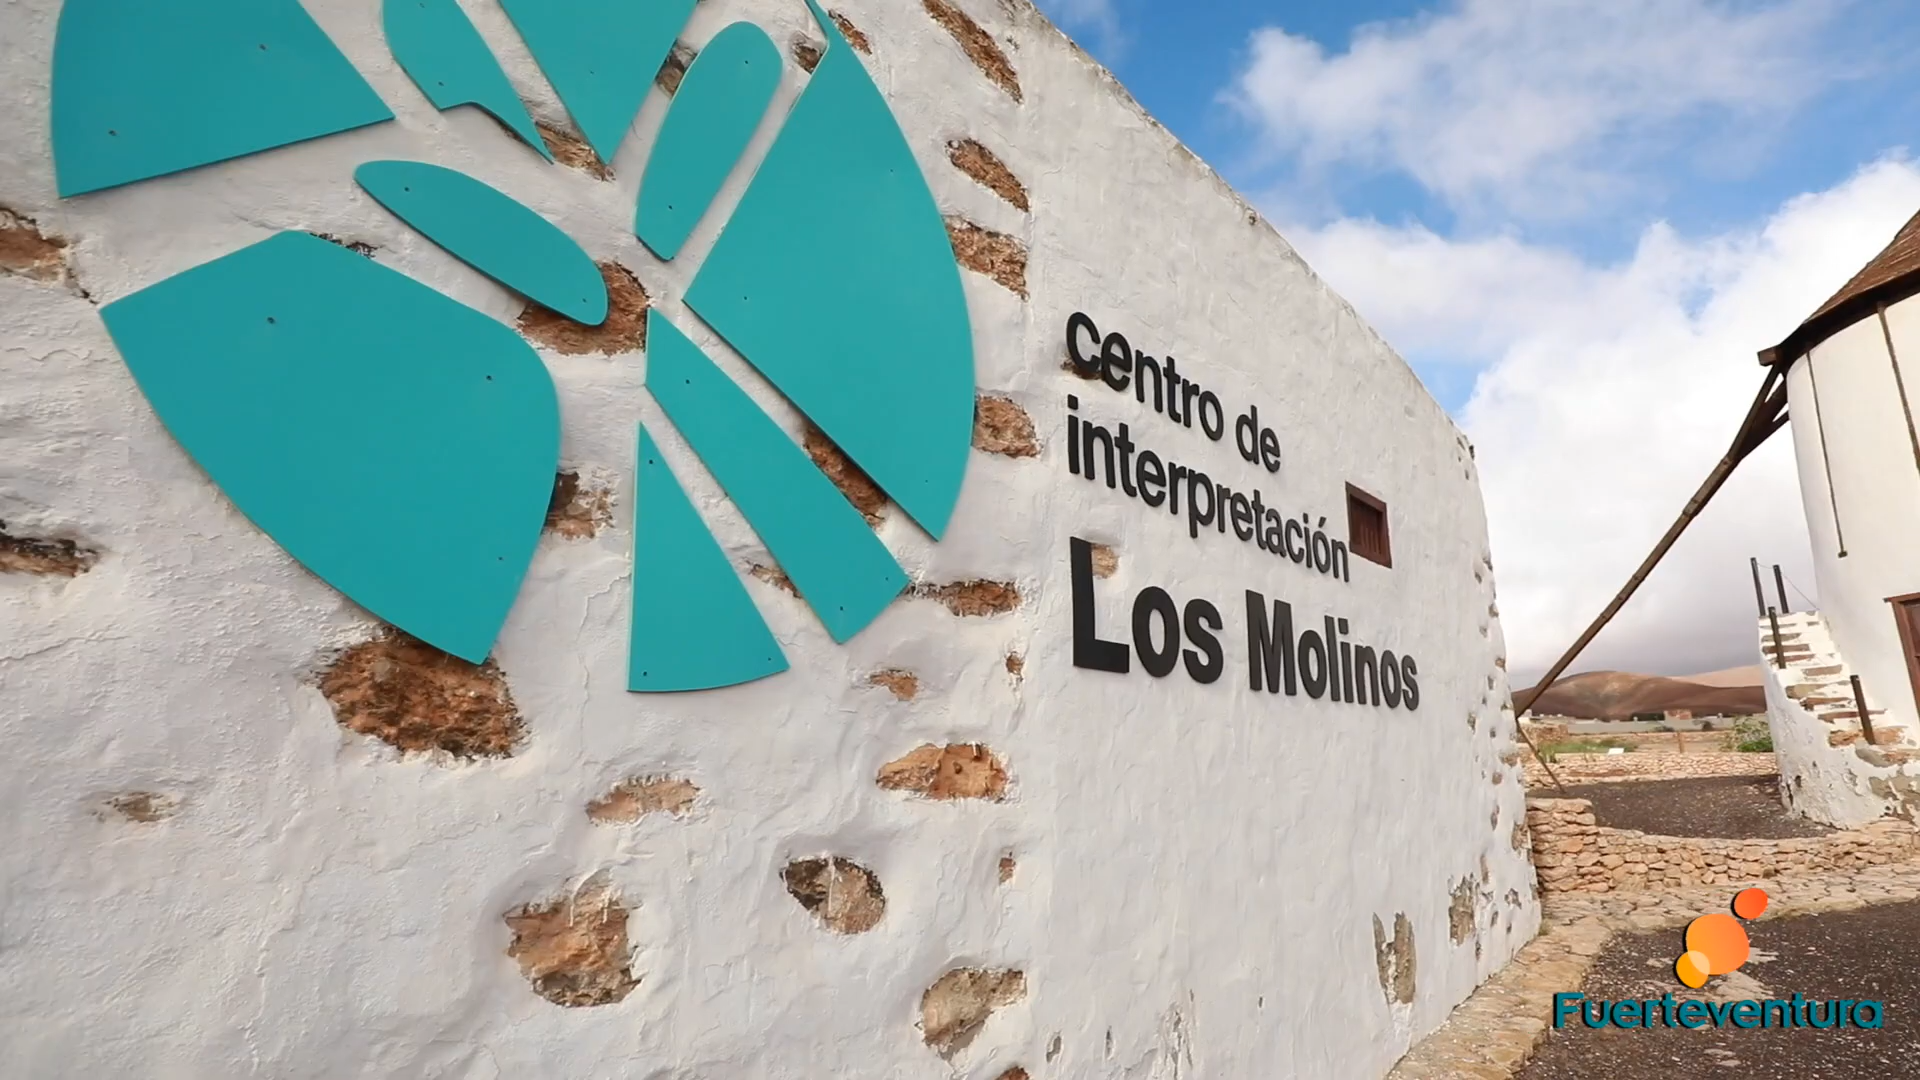 centro de
interpretación
Los Molinos
Fuerteventura